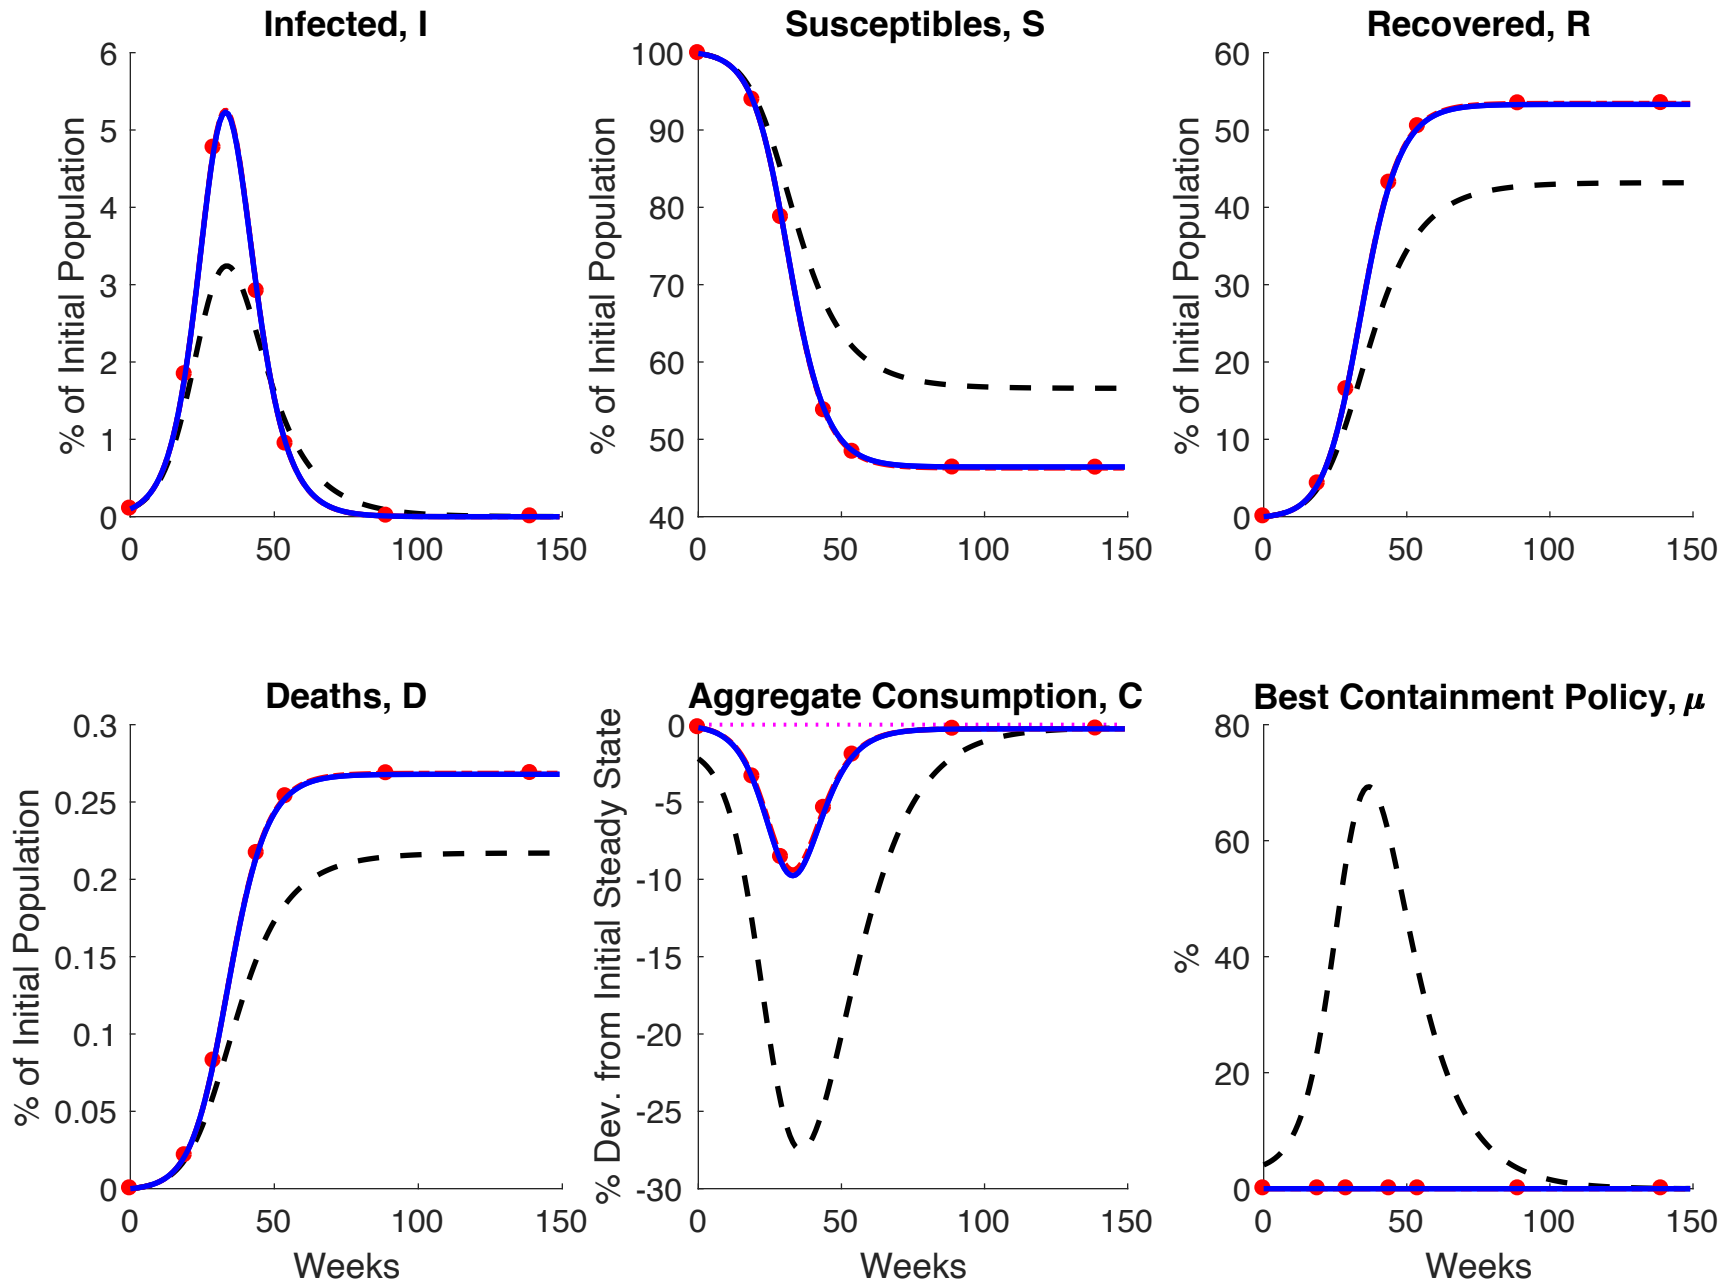 Infected, I
% of Initial Population
6
5
4
3
2
1
0
0 50 100 150
Susceptibles, S
% of Initial Population
100
90
80
70
60
50
40
0 50 100 150
Recovered, R
% of Initial Population
60
50
40
30
20
10
0
0 50 100 150
Deaths, D
% of Initial Population
0.3
0.25
0.2
0.15
0.1
0.05
0
0 50 100 150
Weeks
Aggregate Consumption, C
% Dev. from Initial Steady State
0
-5
-10
-15
-20
-25
-30
0 50 100 150
Weeks
Best Containment Policy, μ
%
80
60
40
20
0
0 50 100 150
Weeks